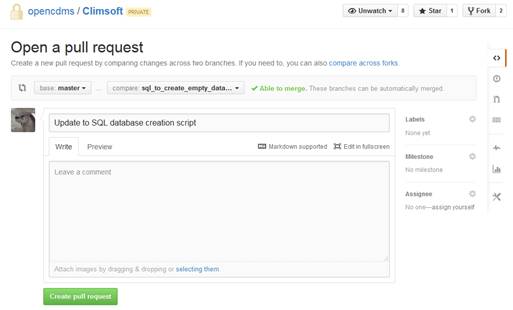 opencdms / Climsoft PRIVATE
Unwatch 8 Star 1 Fork 2
Open a pull request
Create a new pull request by comparing changes across two branches. If you need to, you can also compare across forks.
base: master ... compare: sql_to_create_empty_data... Able to merge. These branches can be automatically merged.
Update to SQL database creation script
Write Preview Markdown supported Edit in fullscreen
Leave a comment
Attach images by dragging & dropping or selecting them.
Create pull request
Labels
None yet
Milestone
No milestone
Assignee
No one—assign yourself